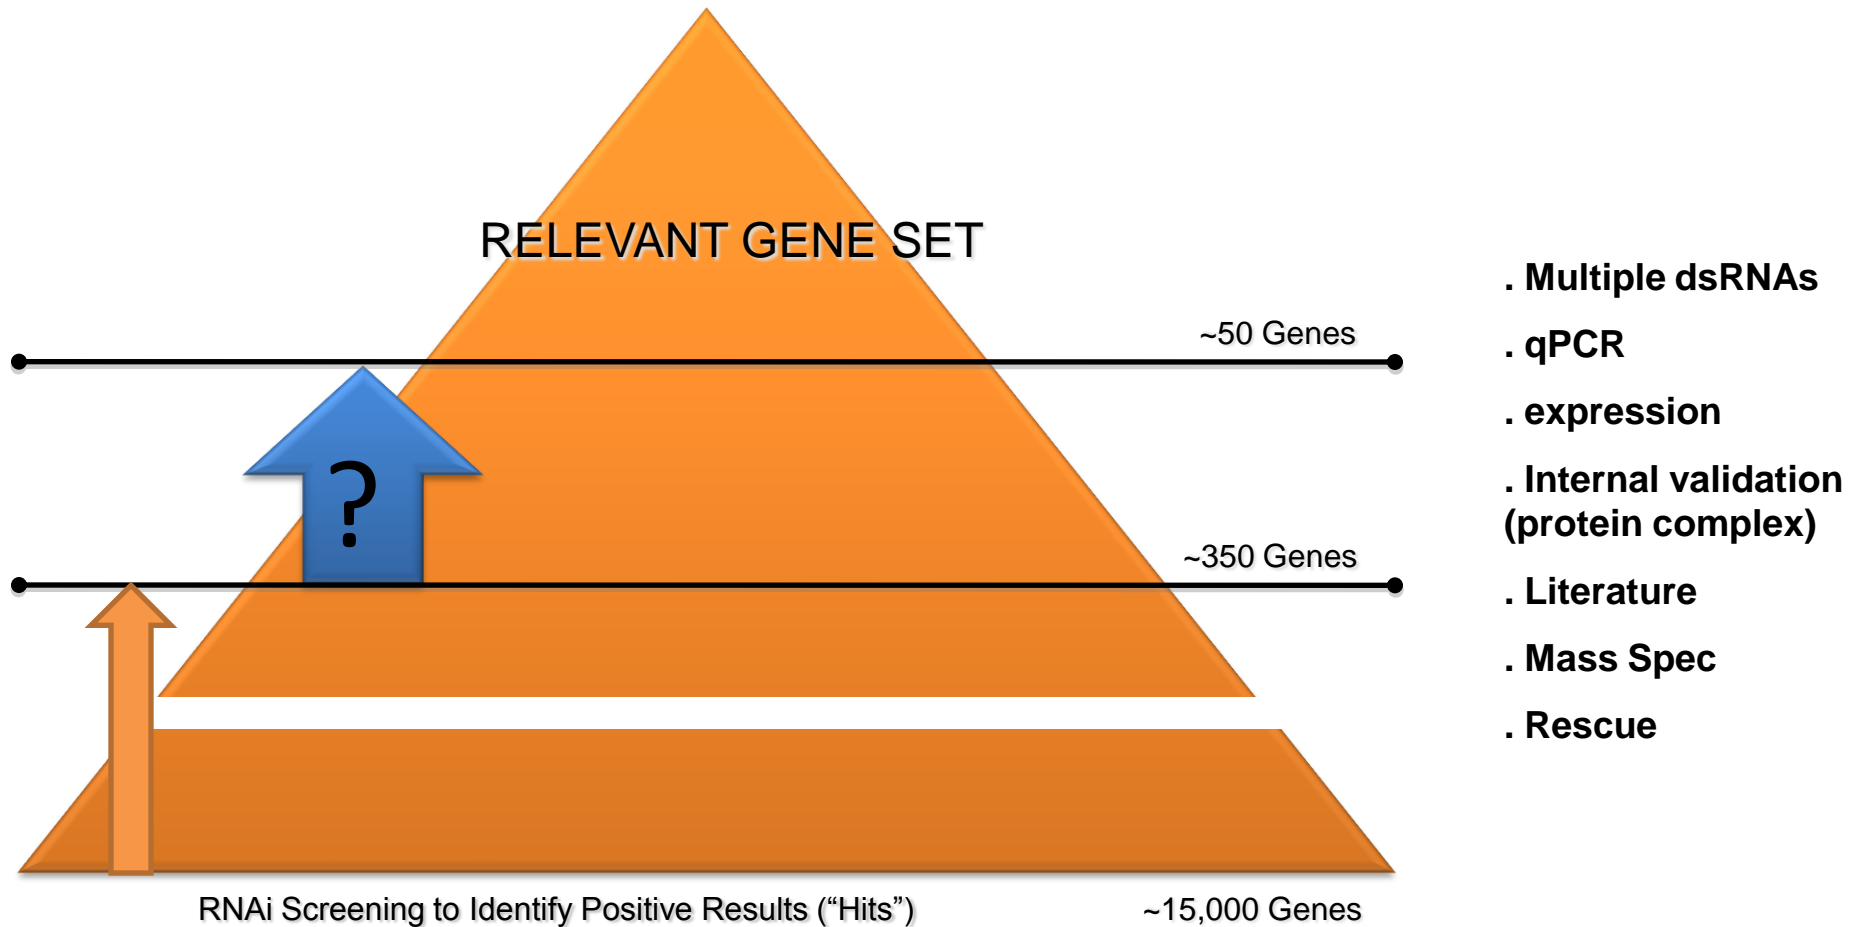 RELEVANT GENE SET
~50 Genes
?
~350 Genes
RNAi Screening to Identify Positive Results (“Hits”)
~15,000 Genes
. Multiple dsRNAs
. qPCR
. expression
. Internal validation
(protein complex)
. Literature
. Mass Spec
. Rescue